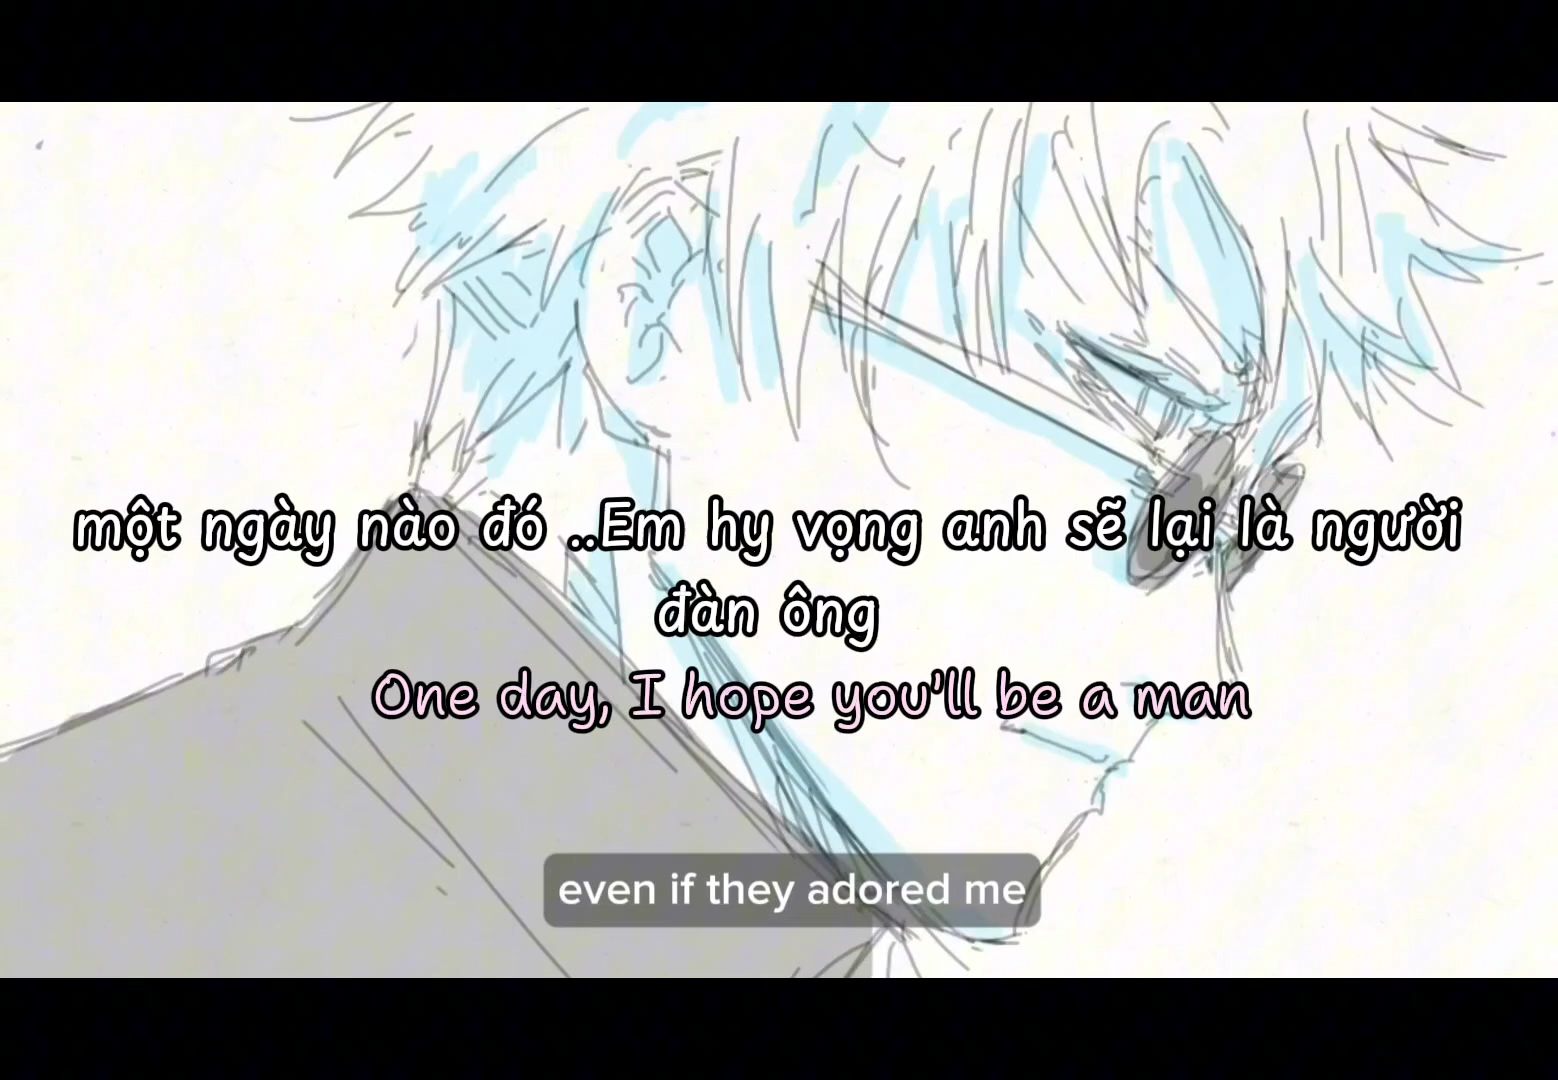 một ngày nào đó ..Em hy vọng anh sẽ lại là người
đàn ông
One day, I hope you'll be a man
even if they adored me